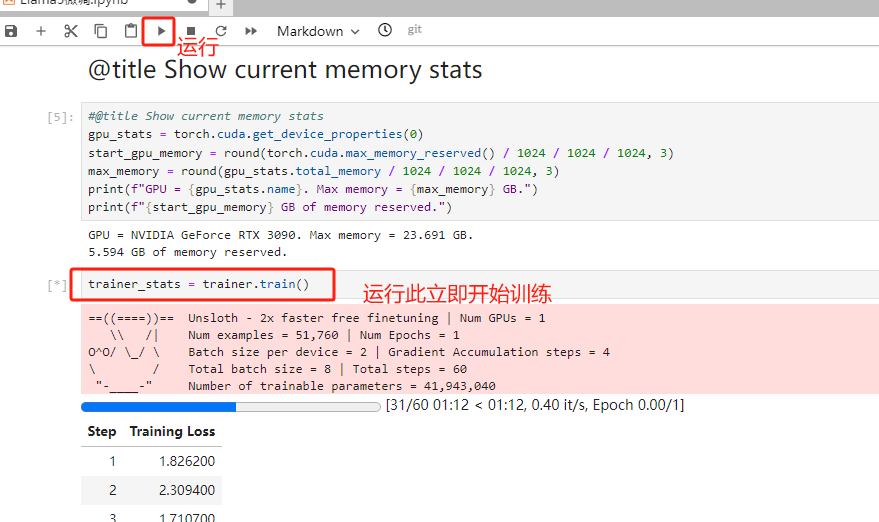 Llama3微调.ipynb
Markdown
git
运行
@title Show current memory stats
[5]:
#@title Show current memory stats
gpu_stats = torch.cuda.get_device_properties(0)
start_gpu_memory = round(torch.cuda.max_memory_reserved() / 1024 / 1024 / 1024, 3)
max_memory = round(gpu_stats.total_memory / 1024 / 1024 / 1024, 3)
print(f"GPU = {gpu_stats.name}. Max memory = {max_memory} GB.")
print(f"{start_gpu_memory} GB of memory reserved.")
GPU = NVIDIA GeForce RTX 3090. Max memory = 23.691 GB.
5.594 GB of memory reserved.
[*]
trainer_stats = trainer.train()
运行此立即开始训练
==((====))==  Unsloth - 2x faster free finetuning | Num GPUs = 1
   \\   /|    Num examples = 51,760 | Num Epochs = 1
O^O/ \_/ \    Batch size per device = 2 | Gradient Accumulation steps = 4
\        /    Total batch size = 8 | Total steps = 60
 "-____-"     Number of trainable parameters = 41,943,040
[31/60 01:12 < 01:12, 0.40 it/s, Epoch 0.00/1]
Step Training Loss
1 1.826200
2 2.309400
3 1.710700